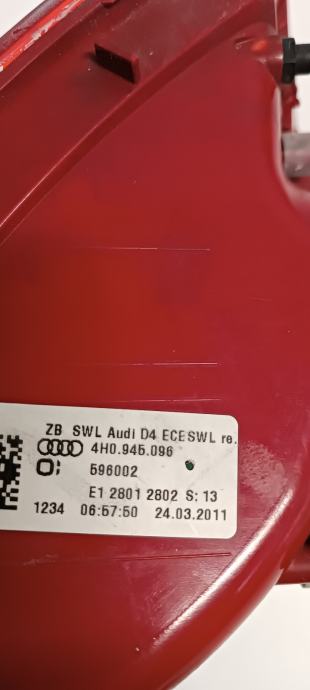 ZB SWL Audi D4 ECESWL re.
4H0.945.096
596002
E1 2801 2802 S: 13
1234 06:57:50 24.03.2011